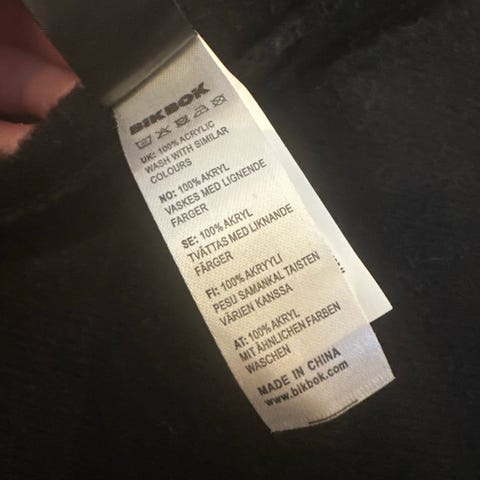 BIKBOK
UK: 100% ACRYLIC
WASH WITH SIMILAR
COLOURS
NO: 100% AKRYL
VASKES MED LIGNENDE
FARGER
SE: 100% AKRYL
TVÄTTAS MED LIKNANDE
FÄRGER
FI: 100% AKRYYLI
PESU SAMANKAL TAISTEN
VÄRIEN KANSSA
AT: 100% AKRYL
MIT ÄHNLICHEN FARBEN
WASCHEN
MADE IN CHINA
www.bikbok.com